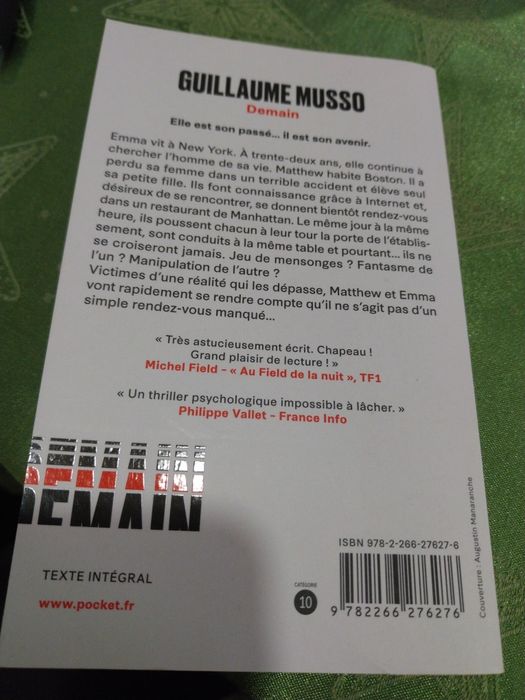 GUILLAUME MUSSO
Demain
Elle est son passé... il est son avenir.
Emma vit à New York. À trente-deux ans, elle continue à
chercher l'homme de sa vie. Matthew habite Boston. Il a
perdu sa femme dans un terrible accident et élève seul
sa petite fille. Ils font connaissance grâce à Internet et,
désireux de se rencontrer, se donnent bientôt rendez-vous
dans un restaurant de Manhattan. Le même jour à la même
heure, ils poussent chacun à leur tour la porte de l'établis-
sement, sont conduits à la même table et pourtant... ils ne
se croiseront jamais. Jeu de mensonges ? Fantasme de
l'un ? Manipulation de l'autre ?
Victimes d'une réalité qui les dépasse, Matthew et Emma
vont rapidement se rendre compte qu'il ne s'agit pas d'un
simple rendez-vous manqué...
« Très astucieusement écrit. Chapeau !
Grand plaisir de lecture ! »
Michel Field – « Au Field de la nuit », TF1
« Un thriller psychologique impossible à lâcher. »
Philippe Vallet – France Info
DEMAIN
DEMAIN
TEXTE INTÉGRAL
www.pocket.fr
CATÉGORIE
10
ISBN 978-2-266-27627-6
9 782266 276276
Couverture : Augustin Manaranche